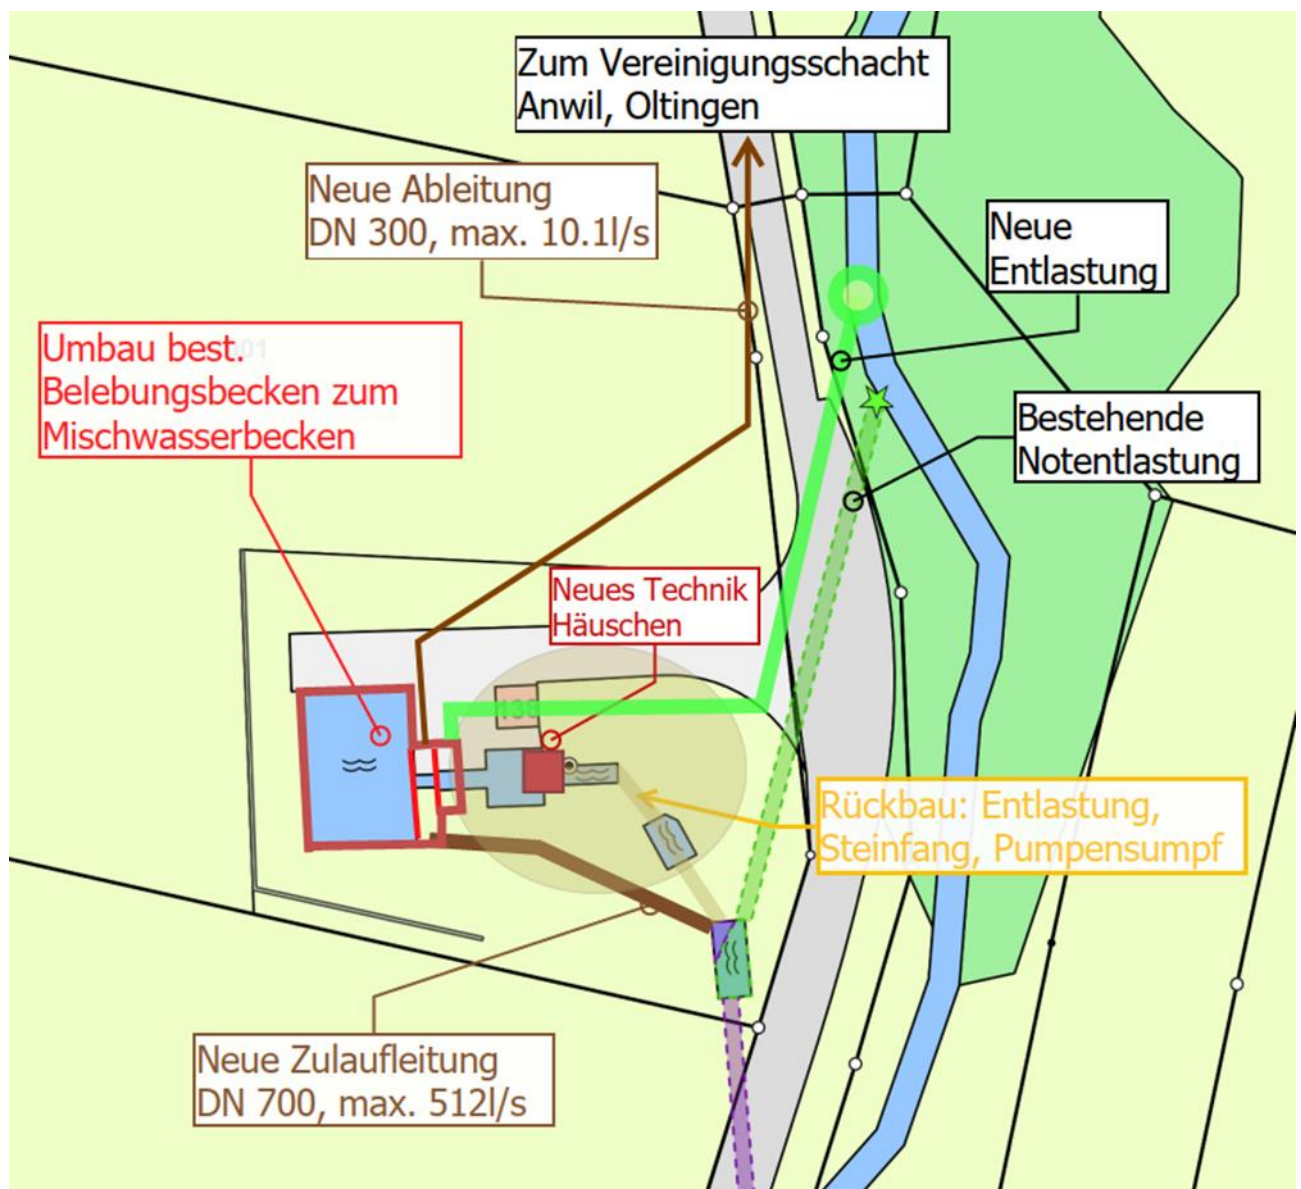 Zum Vereinigungsschacht
Anwil, Oltingen
Neue Ableitung
DN 300, max. 10.1l/s
Neue
Entlastung
Umbau best.
Belebungsbecken zum
Mischwasserbecken
Bestehende
Notentlastung
Neues Technik
Häuschen
Rückbau: Entlastung,
Steinfang, Pumpensumpf
Neue Zulaufleitung
DN 700, max. 512l/s